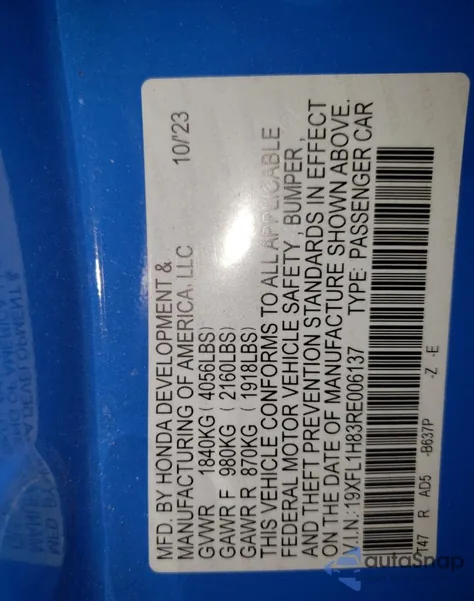 MFD. BY HONDA DEVELOPMENT &
MANUFACTURING OF AMERICA, LLC 10/'23
GVWR 1840KG (4056LBS)
GAWR F 980KG (2160LBS)
GAWR R 870KG (1918LBS)
THIS VEHICLE CONFORMS TO ALL APPLICABLE
FEDERAL MOTOR VEHICLE SAFETY, BUMPER,
AND THEFT PREVENTION STANDARDS IN EFFECT
ON THE DATE OF MANUFACTURE SHOWN ABOVE.
V.I.N.:19XFL1H83RE006137 TYPE: PASSENGER CAR
T47 R AD5 -B637P -Z -E
autoSnap